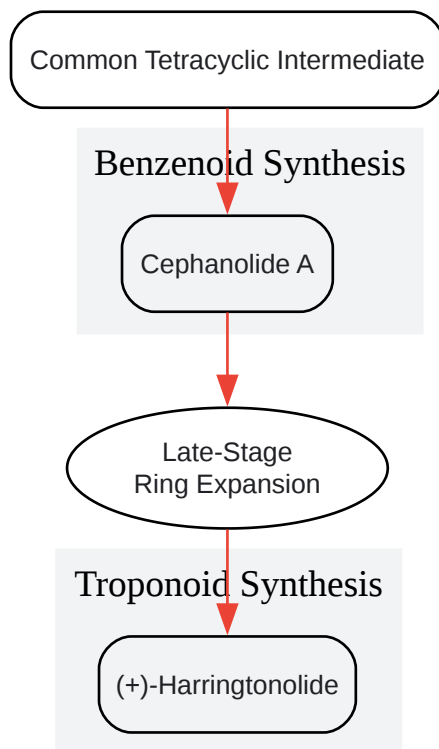 Common Tetracyclic Intermediate
Benzenoid Synthesis
Cephanolide A
Late-Stage
Ring Expansion
Troponoid Synthesis
(+)-Harringtonolide